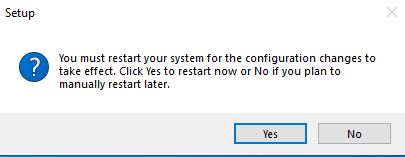 Setup
You must restart your system for the configuration changes to
take effect. Click Yes to restart now or No if you plan to
manually restart later.
Yes
No